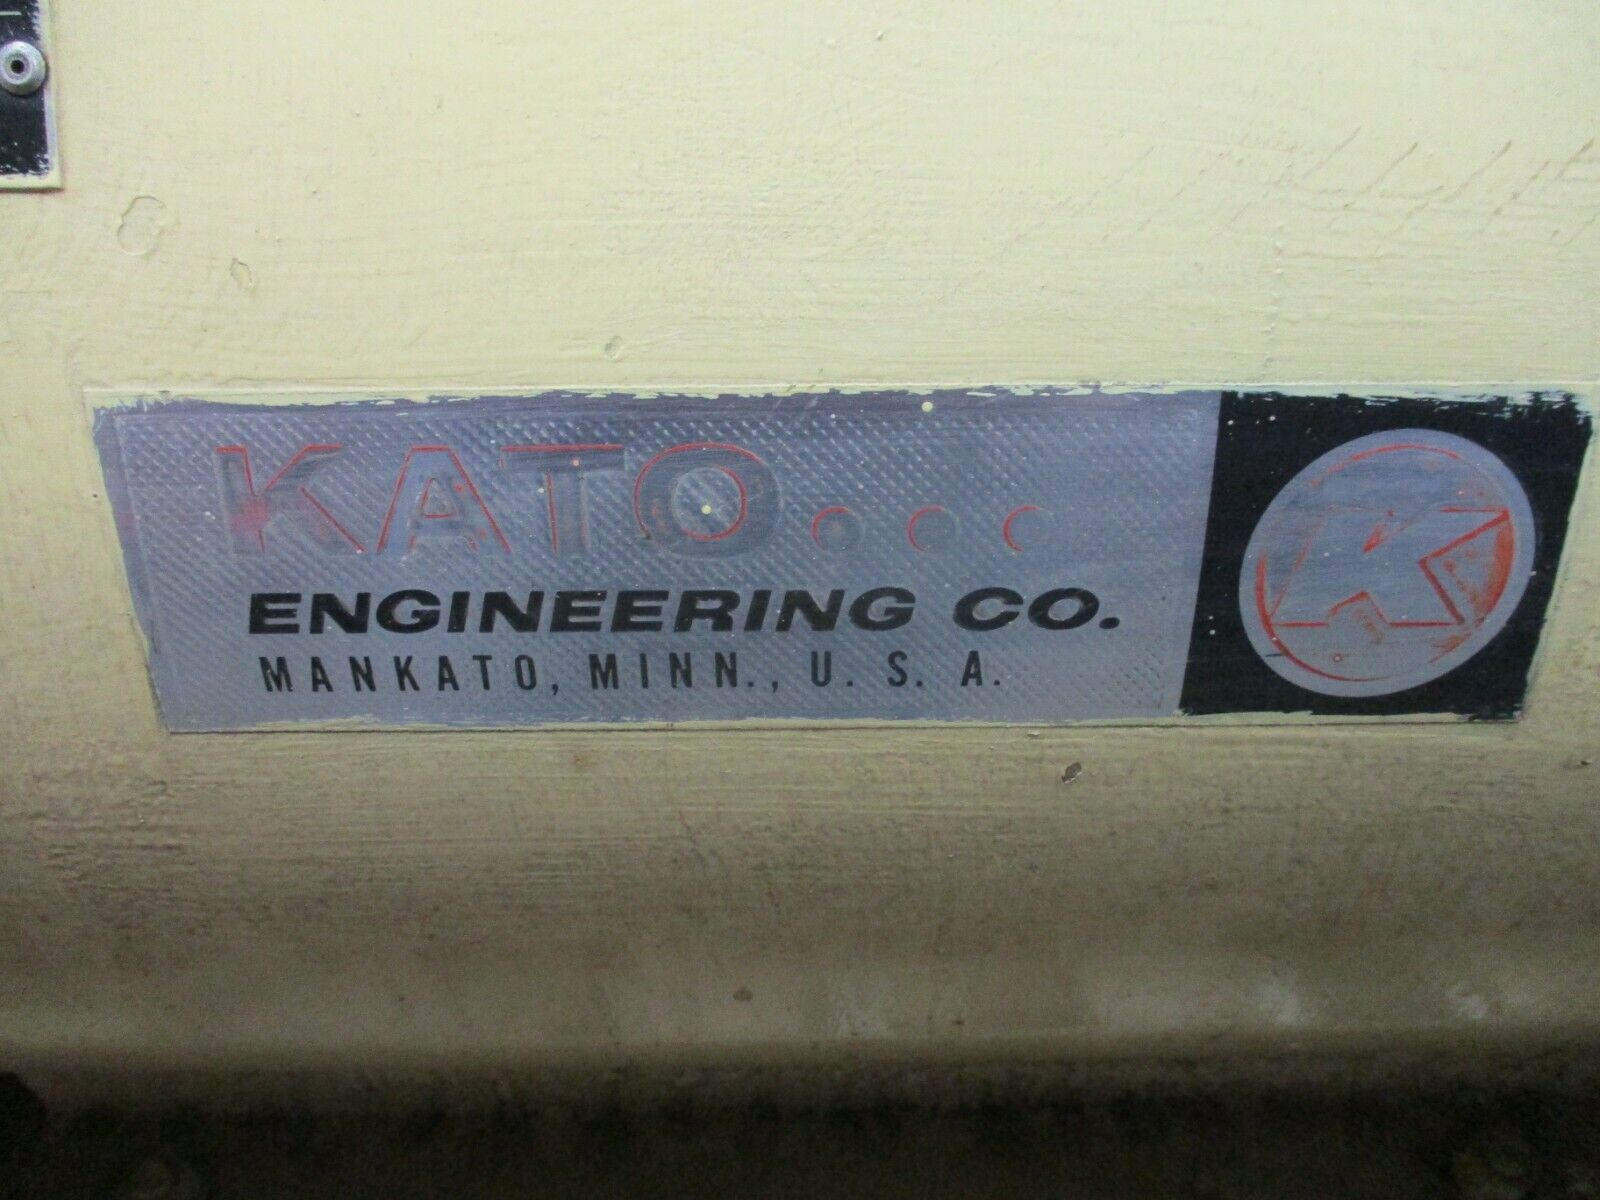 KATO...
ENGINEERING CO.
MANKATO, MINN., U. S. A.
K